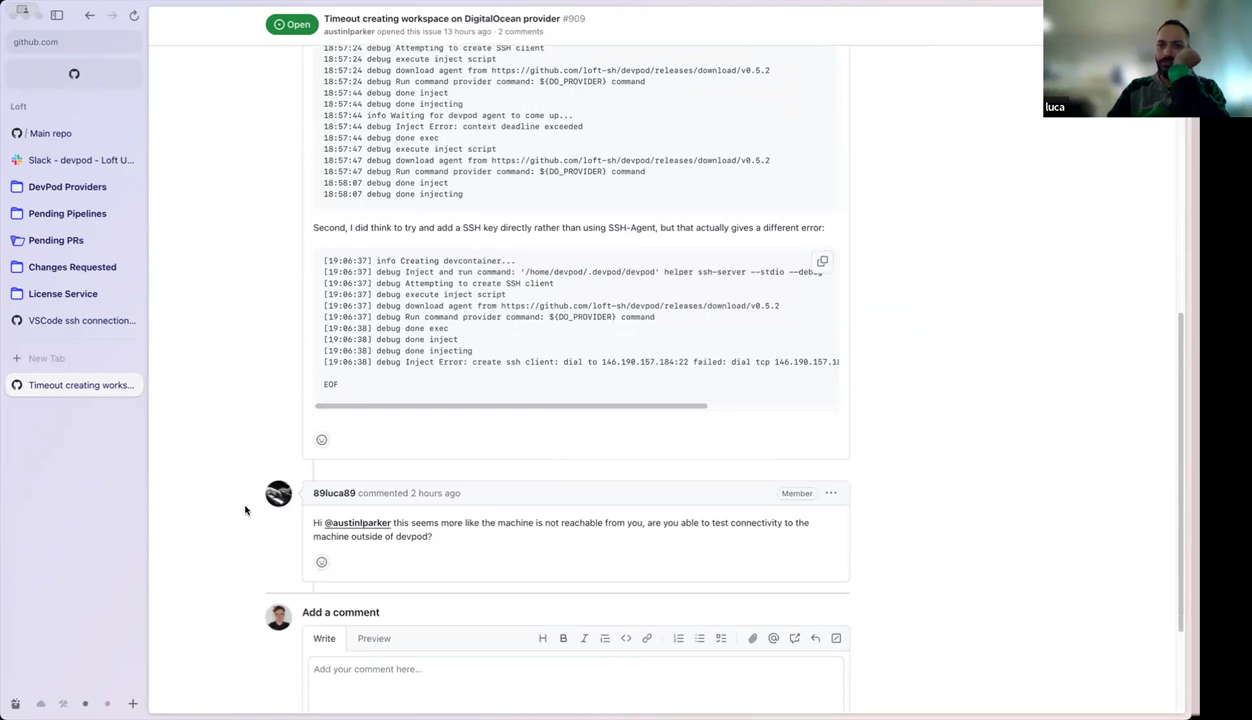 github.com
Loft
/ Main repo
Slack - devpod - Loft U...
DevPod Providers
Pending Pipelines
Pending PRs
Changes Requested
License Service
VSCode ssh connection...
New Tab
Timeout creating works...
Open
Timeout creating workspace on DigitalOcean provider #909
austinlparker opened this issue 13 hours ago · 2 comments
18:57:24 debug Attempting to create SSH client
18:57:24 debug execute inject script
18:57:24 debug download agent from https://github.com/loft-sh/devpod/releases/download/v0.5.2
18:57:24 debug Run command provider command: ${DO_PROVIDER} command
18:57:44 debug done inject
18:57:44 debug done injecting
18:57:44 info Waiting for devpod agent to come up...
18:57:44 debug Inject Error: context deadline exceeded
18:57:44 debug done exec
18:57:47 debug execute inject script
18:57:47 debug download agent from https://github.com/loft-sh/devpod/releases/download/v0.5.2
18:57:47 debug Run command provider command: ${DO_PROVIDER} command
18:58:07 debug done inject
18:58:07 debug done injecting
Second, I did think to try and add a SSH key directly rather than using SSH-Agent, but that actually gives a different error:
[19:06:37] info Creating devcontainer...
[19:06:37] debug Inject and run command: '/home/devpod/.devpod/devpod' helper ssh-server --stdio --debug
[19:06:37] debug Attempting to create SSH client
[19:06:37] debug execute inject script
[19:06:37] debug download agent from https://github.com/loft-sh/devpod/releases/download/v0.5.2
[19:06:37] debug Run command provider command: ${DO_PROVIDER} command
[19:06:38] debug done exec
[19:06:38] debug done inject
[19:06:38] debug done injecting
[19:06:38] debug Inject Error: create ssh client: dial to 146.190.157.184:22 failed: dial tcp 146.190.157.18
EOF
89luca89 commented 2 hours ago
Member
Hi @austinlparker this seems more like the machine is not reachable from you, are you able to test connectivity to the
machine outside of devpod?
Add a comment
Write Preview
Add your comment here...
luca